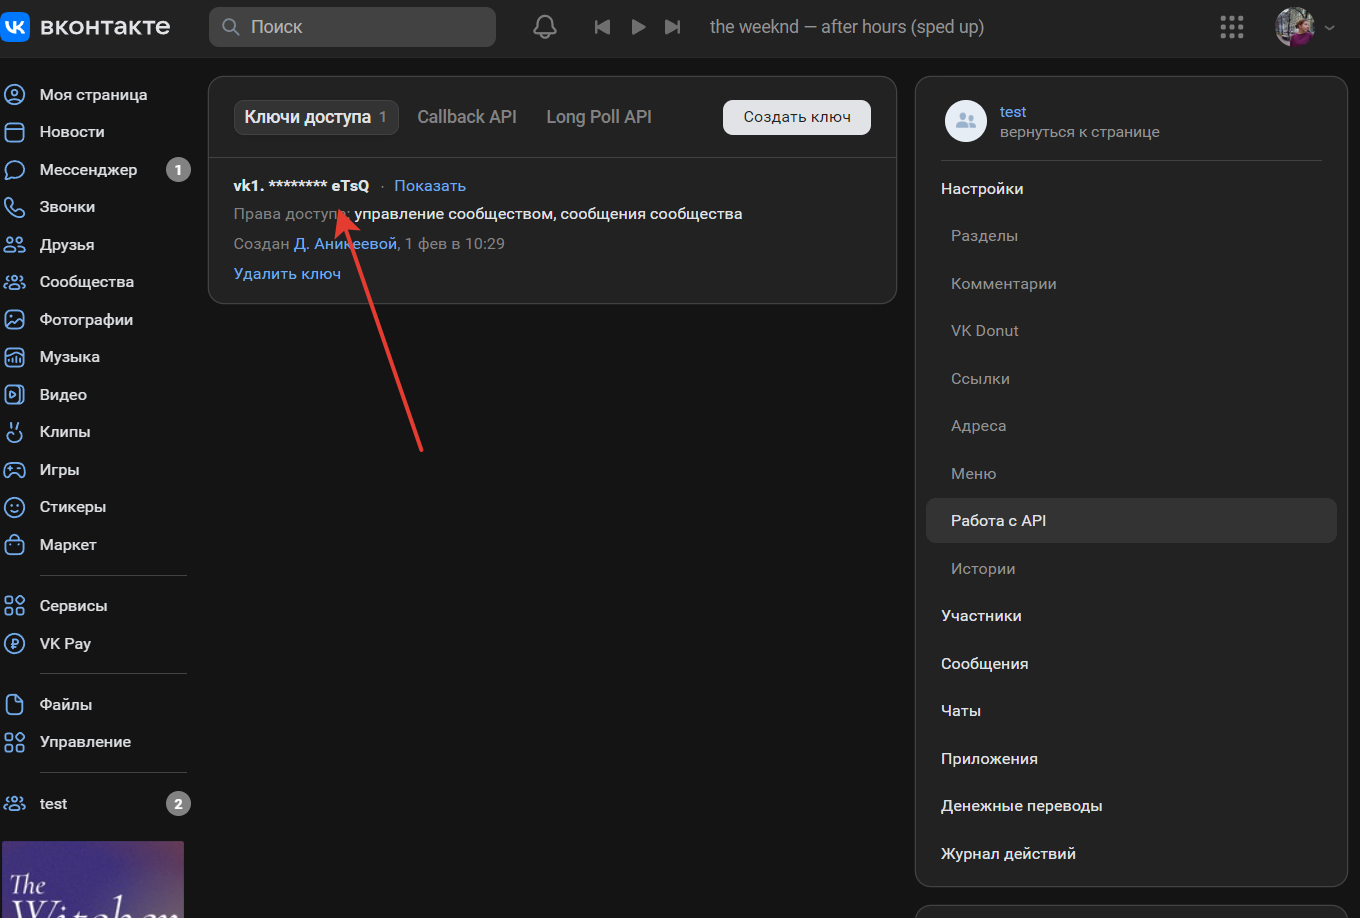 вконтакте
Поиск
the weeknd — after hours (sped up)
Моя страница
Новости
Мессенджер 1
Звонки
Друзья
Сообщества
Фотографии
Музыка
Видео
Клипы
Игры
Стикеры
Маркет
Сервисы
VK Pay
Файлы
Управление
test 2
The
Witcher
Ключи доступа 1 Callback API Long Poll API Создать ключ
vk1. ******** eTsQ · Показать
Права доступа: управление сообществом, сообщения сообщества
Создан Д. Аникеевой, 1 фев в 10:29
Удалить ключ
test
вернуться к странице
Настройки
Разделы
Комментарии
VK Donut
Ссылки
Адреса
Меню
Работа с API
Истории
Участники
Сообщения
Чаты
Приложения
Денежные переводы
Журнал действий